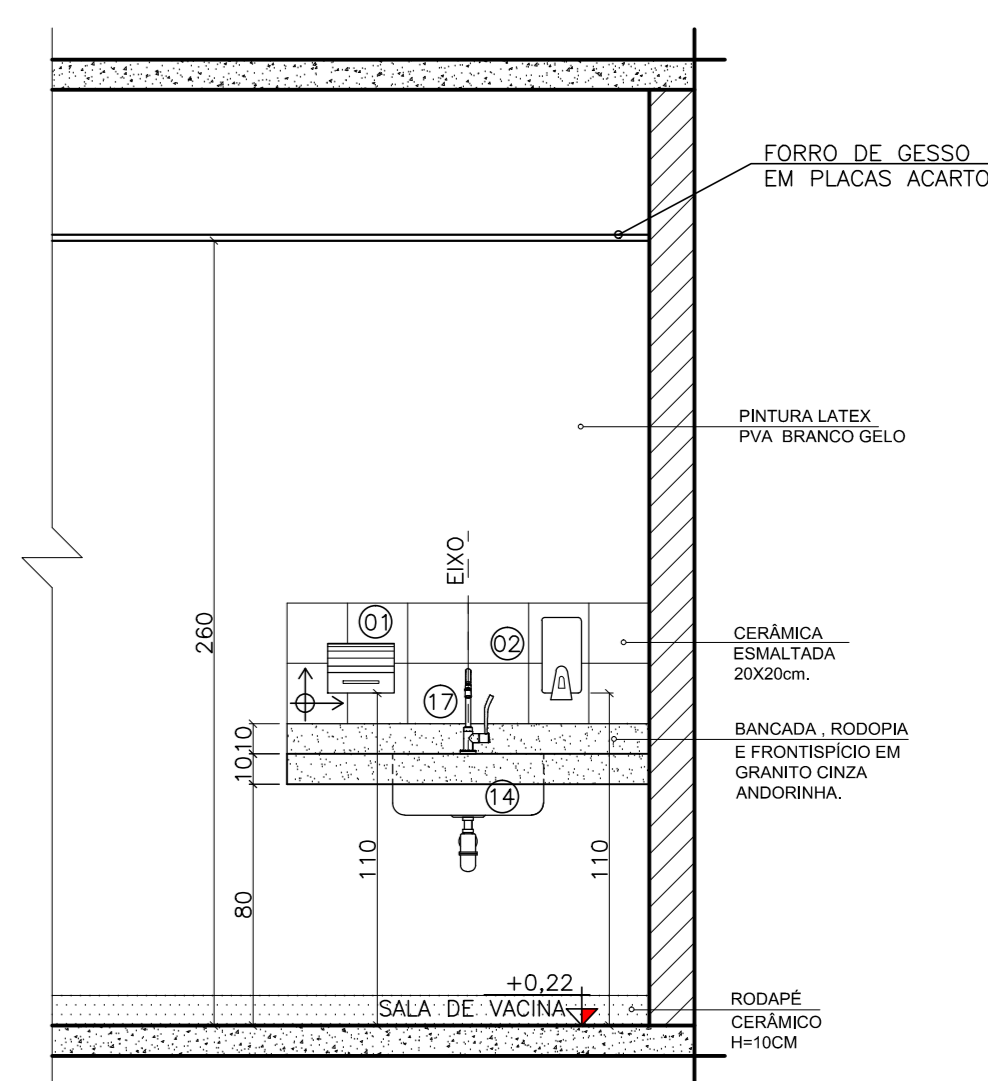 FORRO DE GESSO
EM PLACAS ACARTO
PINTURA LATEX
PVA BRANCO GELO
EIXO
260
01
02
CERÂMICA
ESMALTADA
20X20cm.
17
10
10
BANCADA , RODOPIA
E FRONTISPÍCIO EM
GRANITO CINZA
ANDORINHA.
14
110
110
80
+0,22
SALA DE VACINA
RODAPÉ
CERÂMICO
H=10CM